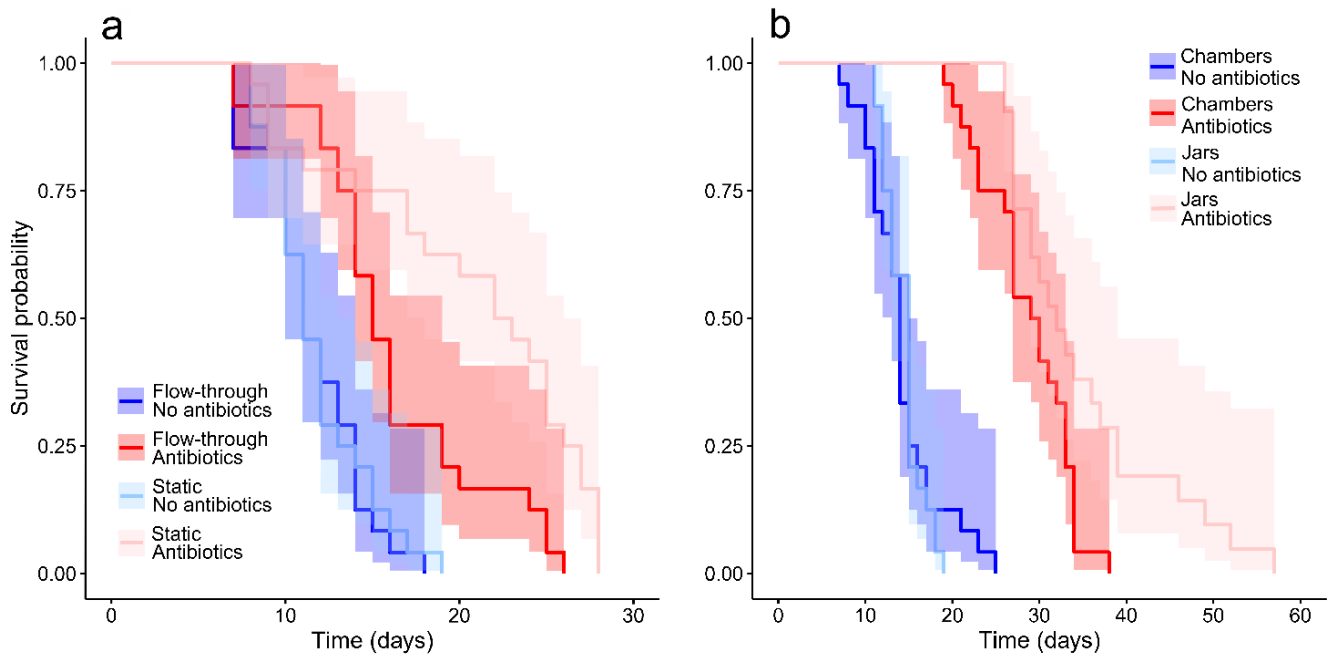 a
1.00
0.75
0.50
0.25
0.00
Survival probability
Flow-through
No antibiotics
Flow-through
Antibiotics
Static
No antibiotics
Static
Antibiotics
0
10
20
30
Time (days)
b
1.00
0.75
0.50
0.25
0.00
Chambers
No antibiotics
Chambers
Antibiotics
Jars
No antibiotics
Jars
Antibiotics
0
10
20
30
40
50
60
Time (days)